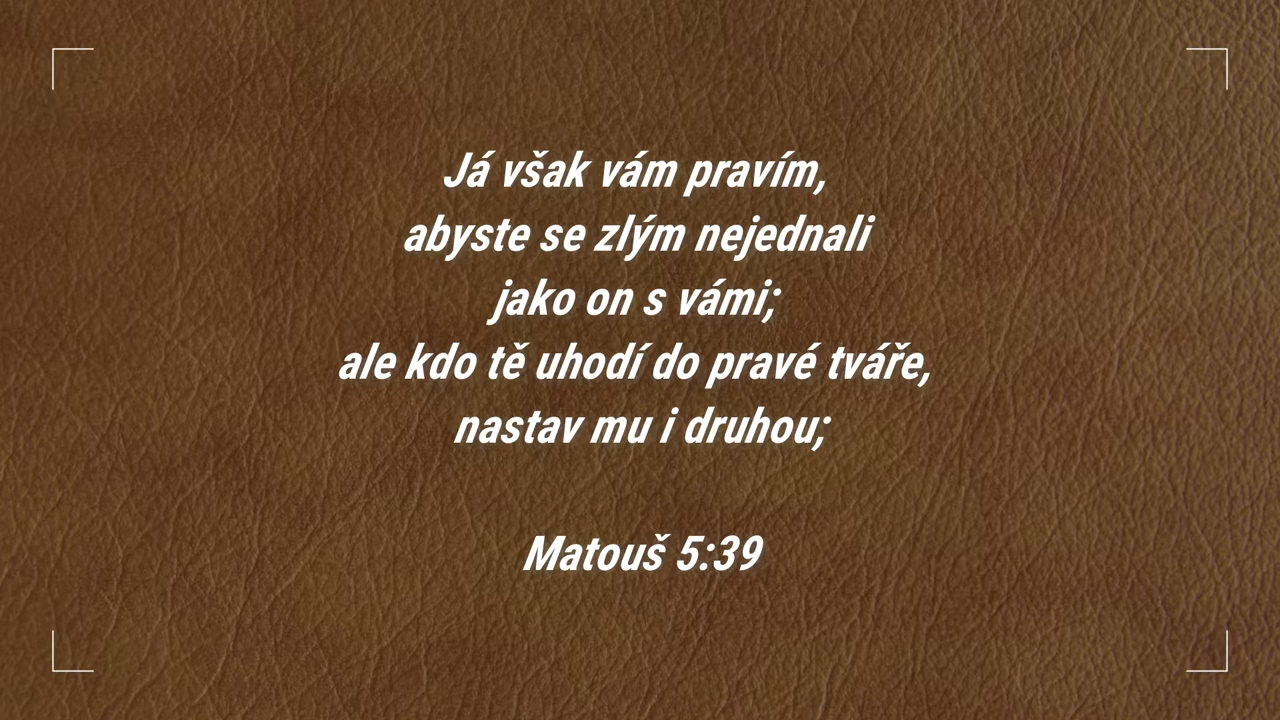 Já však vám pravím,
abyste se zlým nejednali
jako on s vámi;
ale kdo tě uhodí do pravé tváře,
nastav mu i druhou;
Matouš 5:39